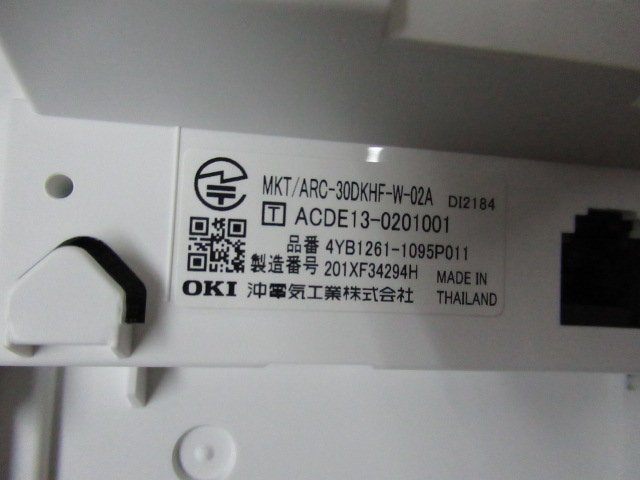 MKT/ARC-30DKHF-W-02A DI2184
T ACDE13-0201001
品番 4YB1261-1095P011
製造番号 201XF34294H
OKI 沖電気工業株式会社 MADE IN THAILAND